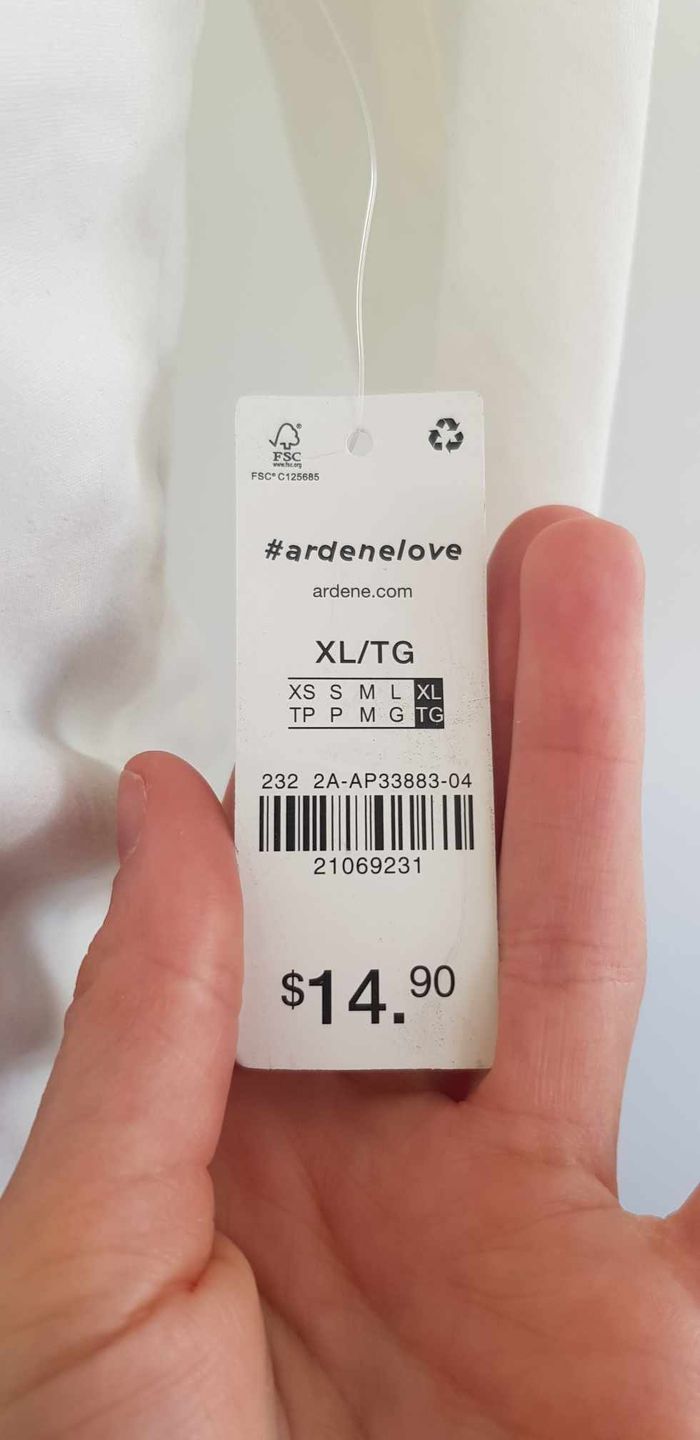 FSC®
www.fsc.org
FSC® C125685
#ardenelove
ardene.com
XL/TG
XS S M L XL
TP P M G TG
232 2A-AP33883-04
21069231
$14.90